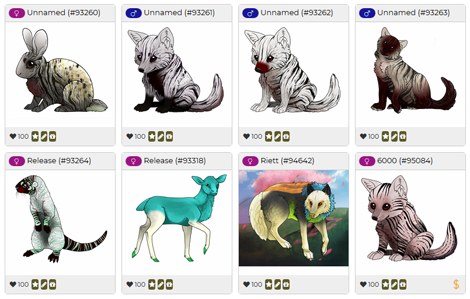 ♀ Unnamed (#93260)
♂ Unnamed (#93261)
♂ Unnamed (#93262)
♂ Unnamed (#93263)
100
100
100
100
♀ Release (#93264)
♀ Release (#93318)
♀ Riett (#94642)
♀ 6000 (#95084)
100
100
100
100 $